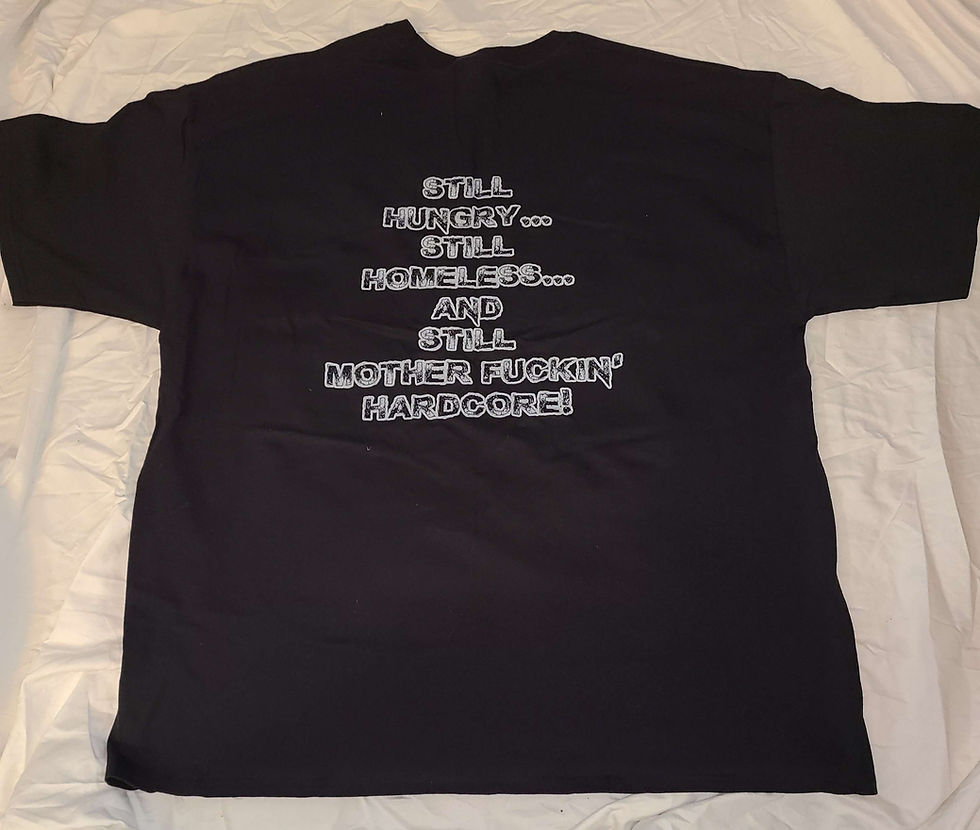 STILL
HUNGRY...
STILL
HOMELESS...
AND
STILL
MOTHER FUCKIN'
HARDCORE!